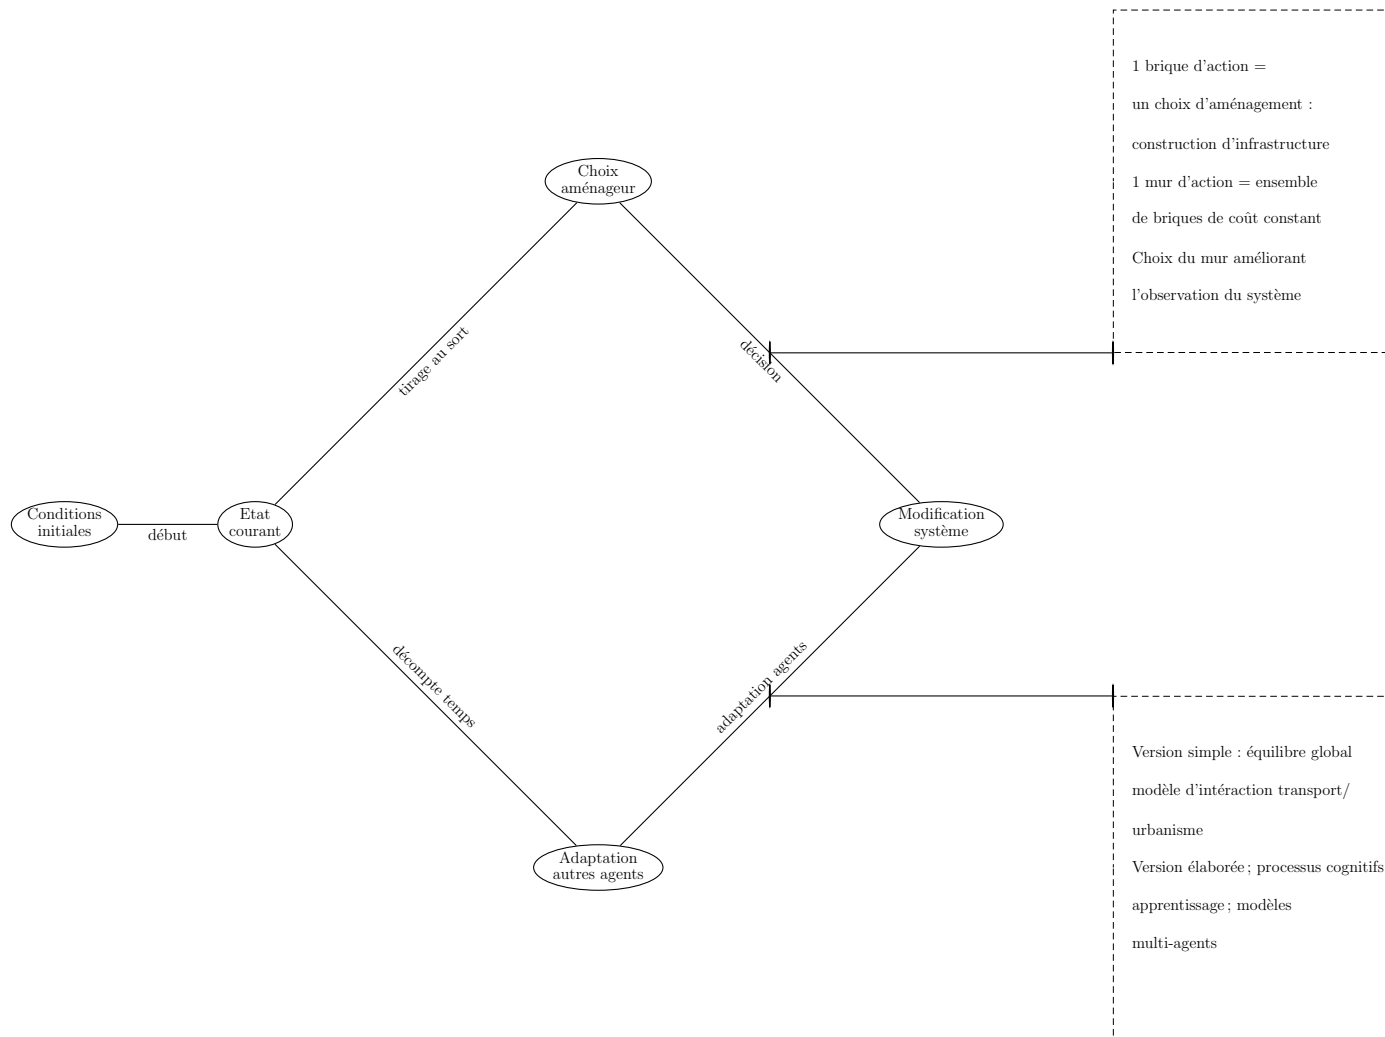 1 brique d'action =
un choix d'aménagement :
construction d'infrastructure
1 mur d'action = ensemble
de briques de coût constant
Choix du mur améliorant
l'observation du système
Choix
aménageur
tirage au sort
décision
Conditions
initiales
début
Etat
courant
Modification
système
décompte temps
adaptation agents
Adaptation
autres agents
Version simple : équilibre global
modèle d'intéraction transport/
urbanisme
Version élaborée ; processus cognitifs
apprentissage ; modèles
multi-agents